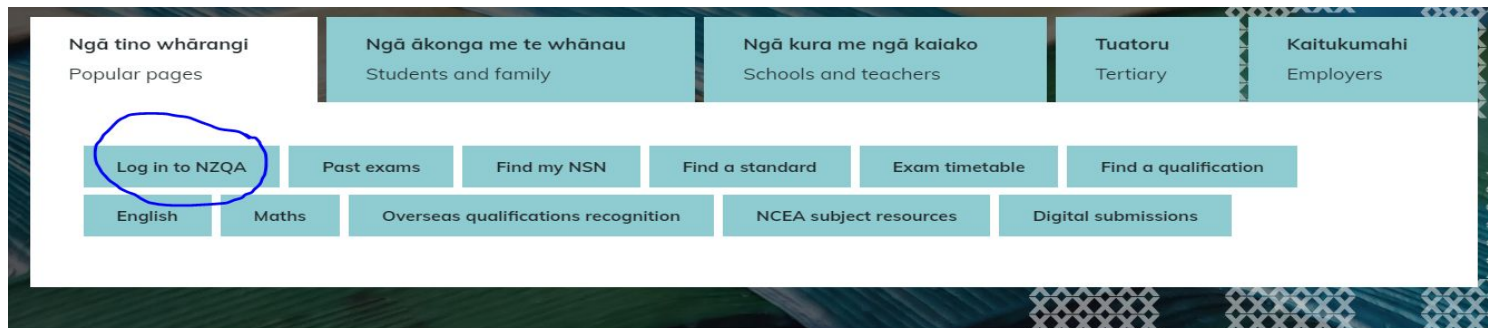 Ngā tino whārangi
Popular pages
Ngā ākonga me te whānau
Students and family
Ngā kura me ngā kaiako
Schools and teachers
Tuatoru
Tertiary
Kaitukumahi
Employers
Log in to NZQA
Past exams
Find my NSN
Find a standard
Exam timetable
Find a qualification
English
Maths
Overseas qualifications recognition
NCEA subject resources
Digital submissions